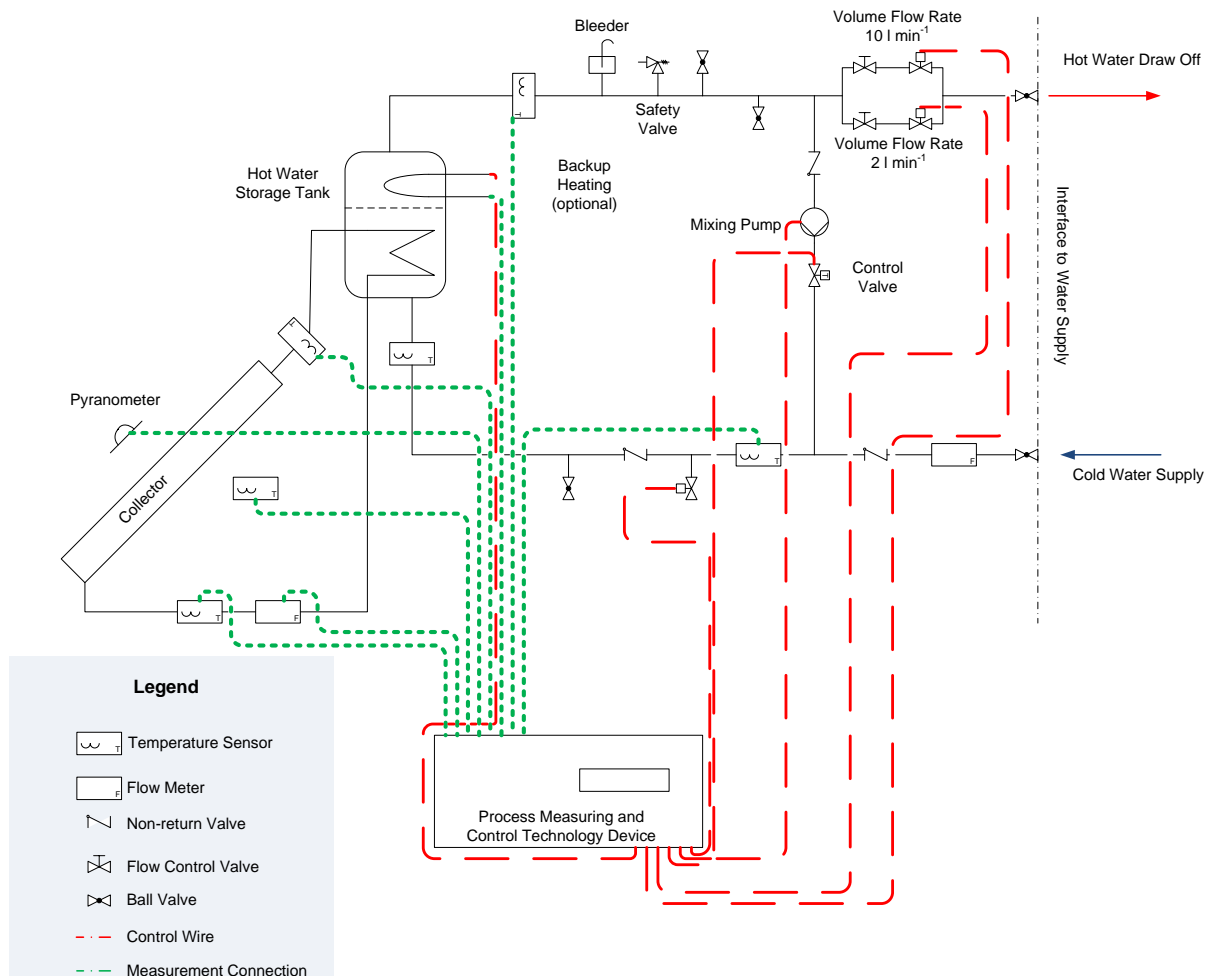 Bleeder
Volume Flow Rate
10 l min⁻¹
Hot Water Draw Off
T
Safety
Valve
Volume Flow Rate
2 l min⁻¹
Hot Water
Storage Tank
Backup
Heating
(optional)
Mixing Pump
Control
Valve
Interface to Water Supply
F
T
Pyranometer
Collector
T
T
F
Cold Water Supply
T
T
F
Legend
T
Temperature Sensor
F
Flow Meter
Non-return Valve
Flow Control Valve
Ball Valve
Control Wire
Measurement Connection
Process Measuring and
Control Technology Device